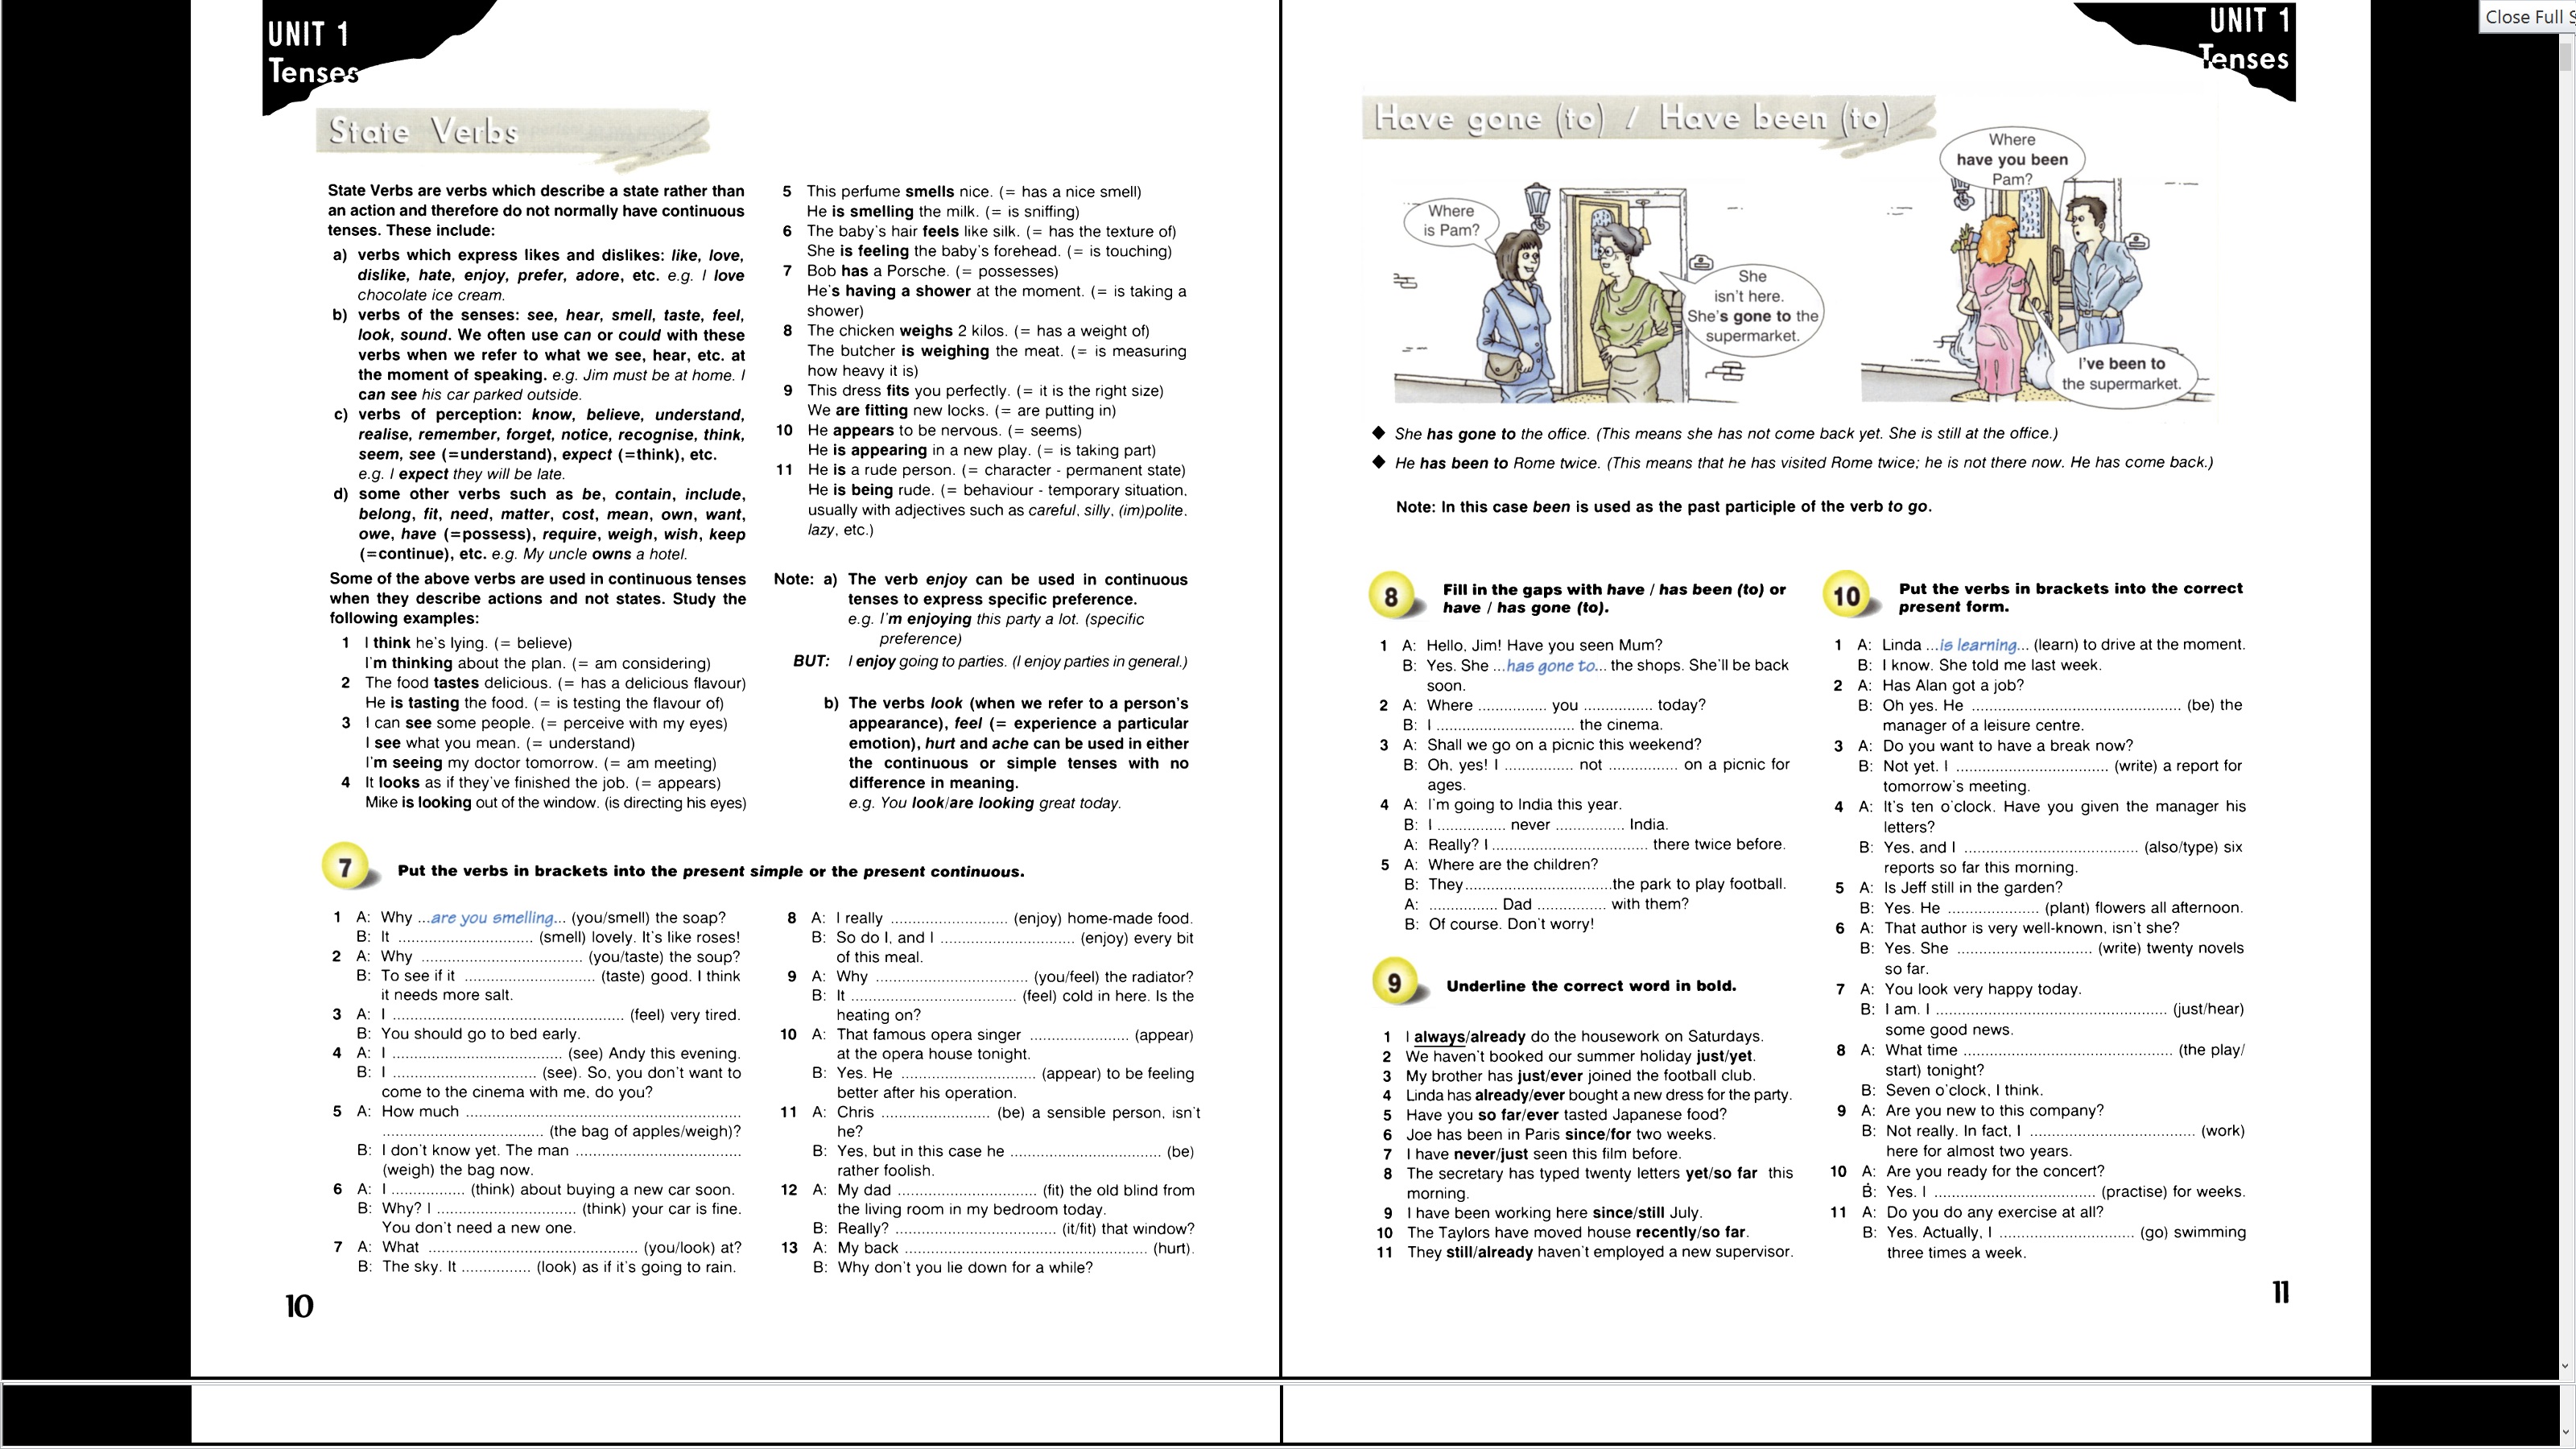 UNIT 1
Tenses
State Verbs
State Verbs are verbs which describe a state rather than
an action and therefore do not normally have continuous
tenses. These include:
a) verbs which express likes and dislikes: like, love,
dislike, hate, enjoy, prefer, adore, etc. e.g. I love
chocolate ice cream.
b) verbs of the senses: see, hear, smell, taste, feel,
look, sound. We often use can or could with these
verbs when we refer to what we see, hear, etc. at
the moment of speaking. e.g. Jim must be at home. I
can see his car parked outside.
c) verbs of perception: know, believe, understand,
realise, remember, forget, notice, recognise, think,
seem, see (=understand), expect (=think), etc.
e.g. I expect they will be late.
d) some other verbs such as be, contain, include,
belong, fit, need, matter, cost, mean, own, want,
owe, have (=possess), require, weigh, wish, keep
(=continue), etc. e.g. My uncle owns a hotel.
Some of the above verbs are used in continuous tenses
when they describe actions and not states. Study the
following examples:
1 I think he's lying. (= believe)
I'm thinking about the plan. (= am considering)
2 The food tastes delicious. (= has a delicious flavour)
He is tasting the food. (= is testing the flavour of)
3 I can see some people. (= perceive with my eyes)
I see what you mean. (= understand)
I'm seeing my doctor tomorrow. (= am meeting)
4 It looks as if they've finished the job. (= appears)
Mike is looking out of the window. (is directing his eyes)
5 This perfume smells nice. (= has a nice smell)
He is smelling the milk. (= is sniffing)
6 The baby's hair feels like silk. (= has the texture of)
She is feeling the baby's forehead. (= is touching)
7 Bob has a Porsche. (= possesses)
He's having a shower at the moment. (= is taking a
shower)
8 The chicken weighs 2 kilos. (= has a weight of)
The butcher is weighing the meat. (= is measuring
how heavy it is)
9 This dress fits you perfectly. (= it is the right size)
We are fitting new locks. (= are putting in)
10 He appears to be nervous. (= seems)
He is appearing in a new play. (= is taking part)
11 He is a rude person. (= character - permanent state)
He is being rude. (= behaviour - temporary situation,
usually with adjectives such as careful, silly, (im)polite,
lazy, etc.)
Note: a) The verb enjoy can be used in continuous
tenses to express specific preference.
e.g. I'm enjoying this party a lot. (specific
preference)
BUT: I enjoy going to parties. (I enjoy parties in general.)
b) The verbs look (when we refer to a person's
appearance), feel (= experience a particular
emotion), hurt and ache can be used in either
the continuous or simple tenses with no
difference in meaning.
e.g. You look/are looking great today.
7 Put the verbs in brackets into the present simple or the present continuous.
1 A: Why ...are you smelling... (you/smell) the soap?
B: It .............................. (smell) lovely. It's like roses!
2 A: Why .................................... (you/taste) the soup?
B: To see if it ............................. (taste) good. I think
it needs more salt.
3 A: I .................................................... (feel) very tired.
B: You should go to bed early.
4 A: I ...................................... (see) Andy this evening.
B: I ................................ (see). So, you don't want to
come to the cinema with me, do you?
5 A: How much ..............................................................
.................................... (the bag of apples/weigh)?
B: I don't know yet. The man .....................................
(weigh) the bag now.
6 A: I ................ (think) about buying a new car soon.
B: Why? I ............................... (think) your car is fine.
You don't need a new one.
7 A: What ............................................... (you/look) at?
B: The sky. It ............... (look) as if it's going to rain.
8 A: I really .......................... (enjoy) home-made food.
B: So do I, and I .............................. (enjoy) every bit
of this meal.
9 A: Why .................................. (you/feel) the radiator?
B: It ..................................... (feel) cold in here. Is the
heating on?
10 A: That famous opera singer ...................... (appear)
at the opera house tonight.
B: Yes. He .............................. (appear) to be feeling
better after his operation.
11 A: Chris ........................ (be) a sensible person, isn't
he?
B: Yes, but in this case he .................................. (be)
rather foolish.
12 A: My dad ............................... (fit) the old blind from
the living room in my bedroom today.
B: Really? .................................... (it/fit) that window?
13 A: My back ...................................................... (hurt).
B: Why don't you lie down for a while?
10
Close Full S
UNIT 1
Tenses
Have gone (to) / Have been (to)
Where
is Pam?
She
isn't here.
She's gone to the
supermarket.
Where
have you been
Pam?
I've been to
the supermarket.
◆ She has gone to the office. (This means she has not come back yet. She is still at the office.)
◆ He has been to Rome twice. (This means that he has visited Rome twice; he is not there now. He has come back.)
Note: In this case been is used as the past participle of the verb to go.
8 Fill in the gaps with have / has been (to) or
have / has gone (to).
1 A: Hello, Jim! Have you seen Mum?
B: Yes. She ...has gone to... the shops. She'll be back
soon.
2 A: Where ............... you ............... today?
B: I ............................... the cinema.
3 A: Shall we go on a picnic this weekend?
B: Oh, yes! I ............... not ............... on a picnic for
ages.
4 A: I'm going to India this year.
B: I ............... never ............... India.
A: Really? I ................................... there twice before.
5 A: Where are the children?
B: They.................................the park to play football.
A: ............... Dad ............... with them?
B: Of course. Don't worry!
9 Underline the correct word in bold.
1 I always/already do the housework on Saturdays.
2 We haven't booked our summer holiday just/yet.
3 My brother has just/ever joined the football club.
4 Linda has already/ever bought a new dress for the party.
5 Have you so far/ever tasted Japanese food?
6 Joe has been in Paris since/for two weeks.
7 I have never/just seen this film before.
8 The secretary has typed twenty letters yet/so far this
morning.
9 I have been working here since/still July.
10 The Taylors have moved house recently/so far.
11 They still/already haven't employed a new supervisor.
10 Put the verbs in brackets into the correct
present form.
1 A: Linda ...is learning... (learn) to drive at the moment.
B: I know. She told me last week.
2 A: Has Alan got a job?
B: Oh yes. He ............................................... (be) the
manager of a leisure centre.
3 A: Do you want to have a break now?
B: Not yet. I .................................. (write) a report for
tomorrow's meeting.
4 A: It's ten o'clock. Have you given the manager his
letters?
B: Yes, and I ....................................... (also/type) six
reports so far this morning.
5 A: Is Jeff still in the garden?
B: Yes. He .................... (plant) flowers all afternoon.
6 A: That author is very well-known, isn't she?
B: Yes. She .............................. (write) twenty novels
so far.
7 A: You look very happy today.
B: I am. I .................................................... (just/hear)
some good news.
8 A: What time ............................................... (the play/
start) tonight?
B: Seven o'clock, I think.
9 A: Are you new to this company?
B: Not really. In fact, I ..................................... (work)
here for almost two years.
10 A: Are you ready for the concert?
B: Yes. I .................................... (practise) for weeks.
11 A: Do you do any exercise at all?
B: Yes. Actually, I .............................. (go) swimming
three times a week.
11